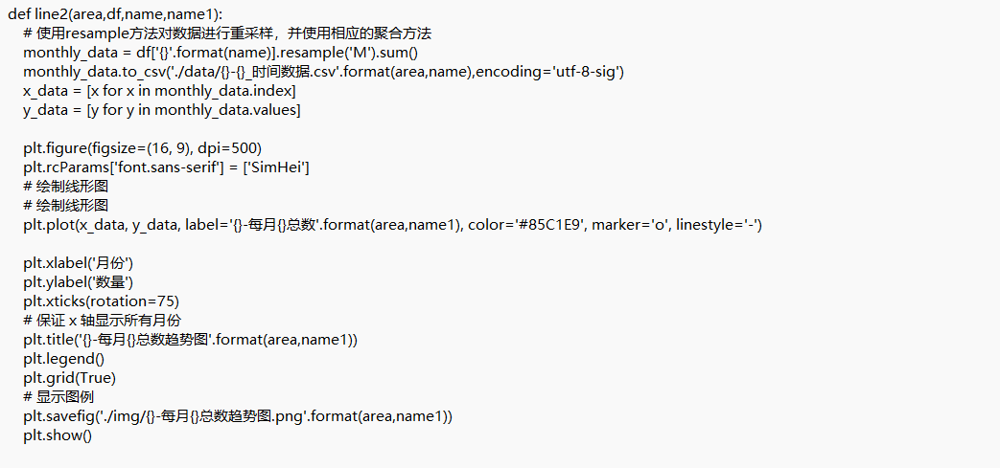 def line2(area,df,name,name1):
    # 使用resample方法对数据进行重采样，并使用相应的聚合方法
    monthly_data = df['{}'.format(name)].resample('M').sum()
    monthly_data.to_csv('./data/{}-{}_时间数据.csv'.format(area,name),encoding='utf-8-sig')
    x_data = [x for x in monthly_data.index]
    y_data = [y for y in monthly_data.values]

    plt.figure(figsize=(16, 9), dpi=500)
    plt.rcParams['font.sans-serif'] = ['SimHei']
    # 绘制线形图
    # 绘制线形图
    plt.plot(x_data, y_data, label='{}-每月{}总数'.format(area,name1), color='#85C1E9', marker='o', linestyle='-')

    plt.xlabel('月份')
    plt.ylabel('数量')
    plt.xticks(rotation=75)
    # 保证 x 轴显示所有月份
    plt.title('{}-每月{}总数趋势图'.format(area,name1))
    plt.legend()
    plt.grid(True)
    # 显示图例
    plt.savefig('./img/{}-每月{}总数趋势图.png'.format(area,name1))
    plt.show()